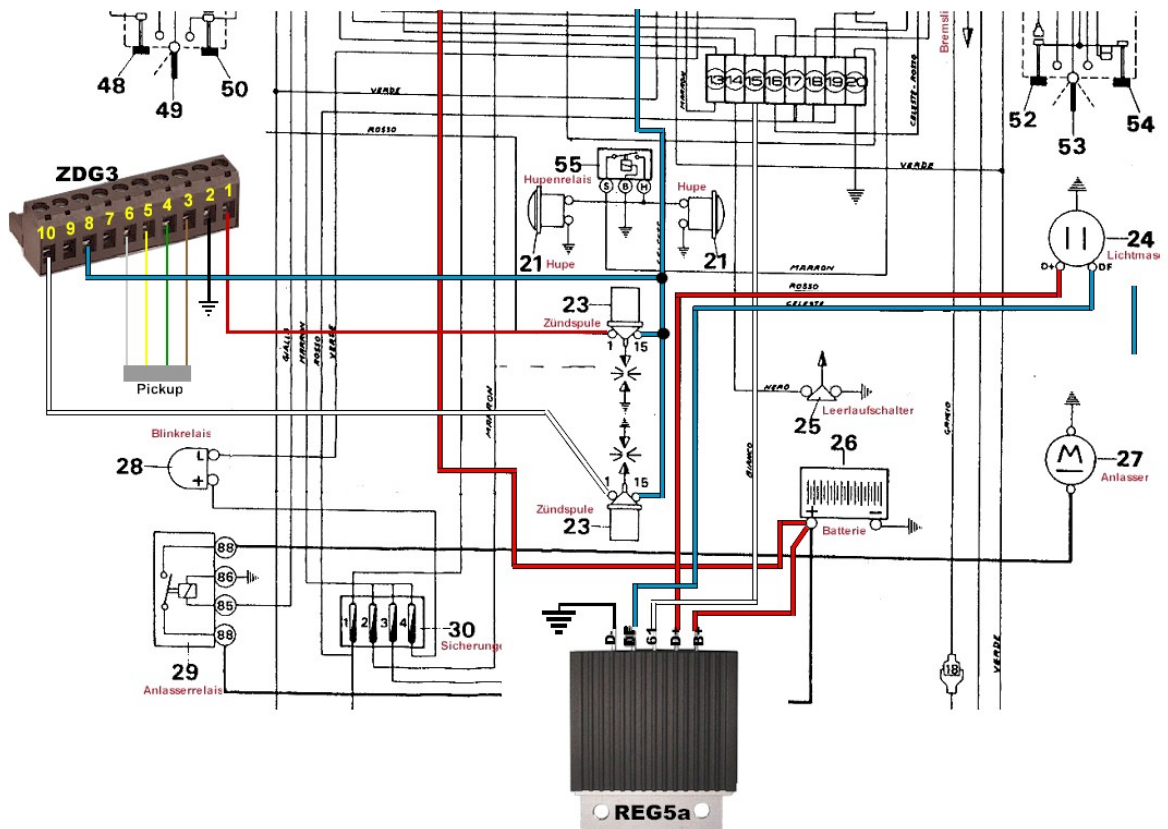 48
49
50
VERDE
ROSSO
MARRON
13 14 15 16 17 18 19 20
CELESTE-ROSSO
VERDE
52
53
54
ZDG3
10 9 8 7 6 5 4 3 2 1
Pickup
55
Hupenrelais
S B H
Hupe
21
Hupe
21
MARRON
ROSSO
CELESTE
24
D+ DF
23
Zündspule
1 15
GIALLO
MARRON
ROSSO
VERDE
MARRON
NERO
25
Leerlaufschalter
BIANCO
Blinkrelais
28
L
+
1 15
Zündspule
23
26
+
Batterie
M
27
Anlasser
88
86
85
88
29
Anlasserrelais
1 2 3 4
30
D- DF 61 D+ B+
18
VERDE
REG5a